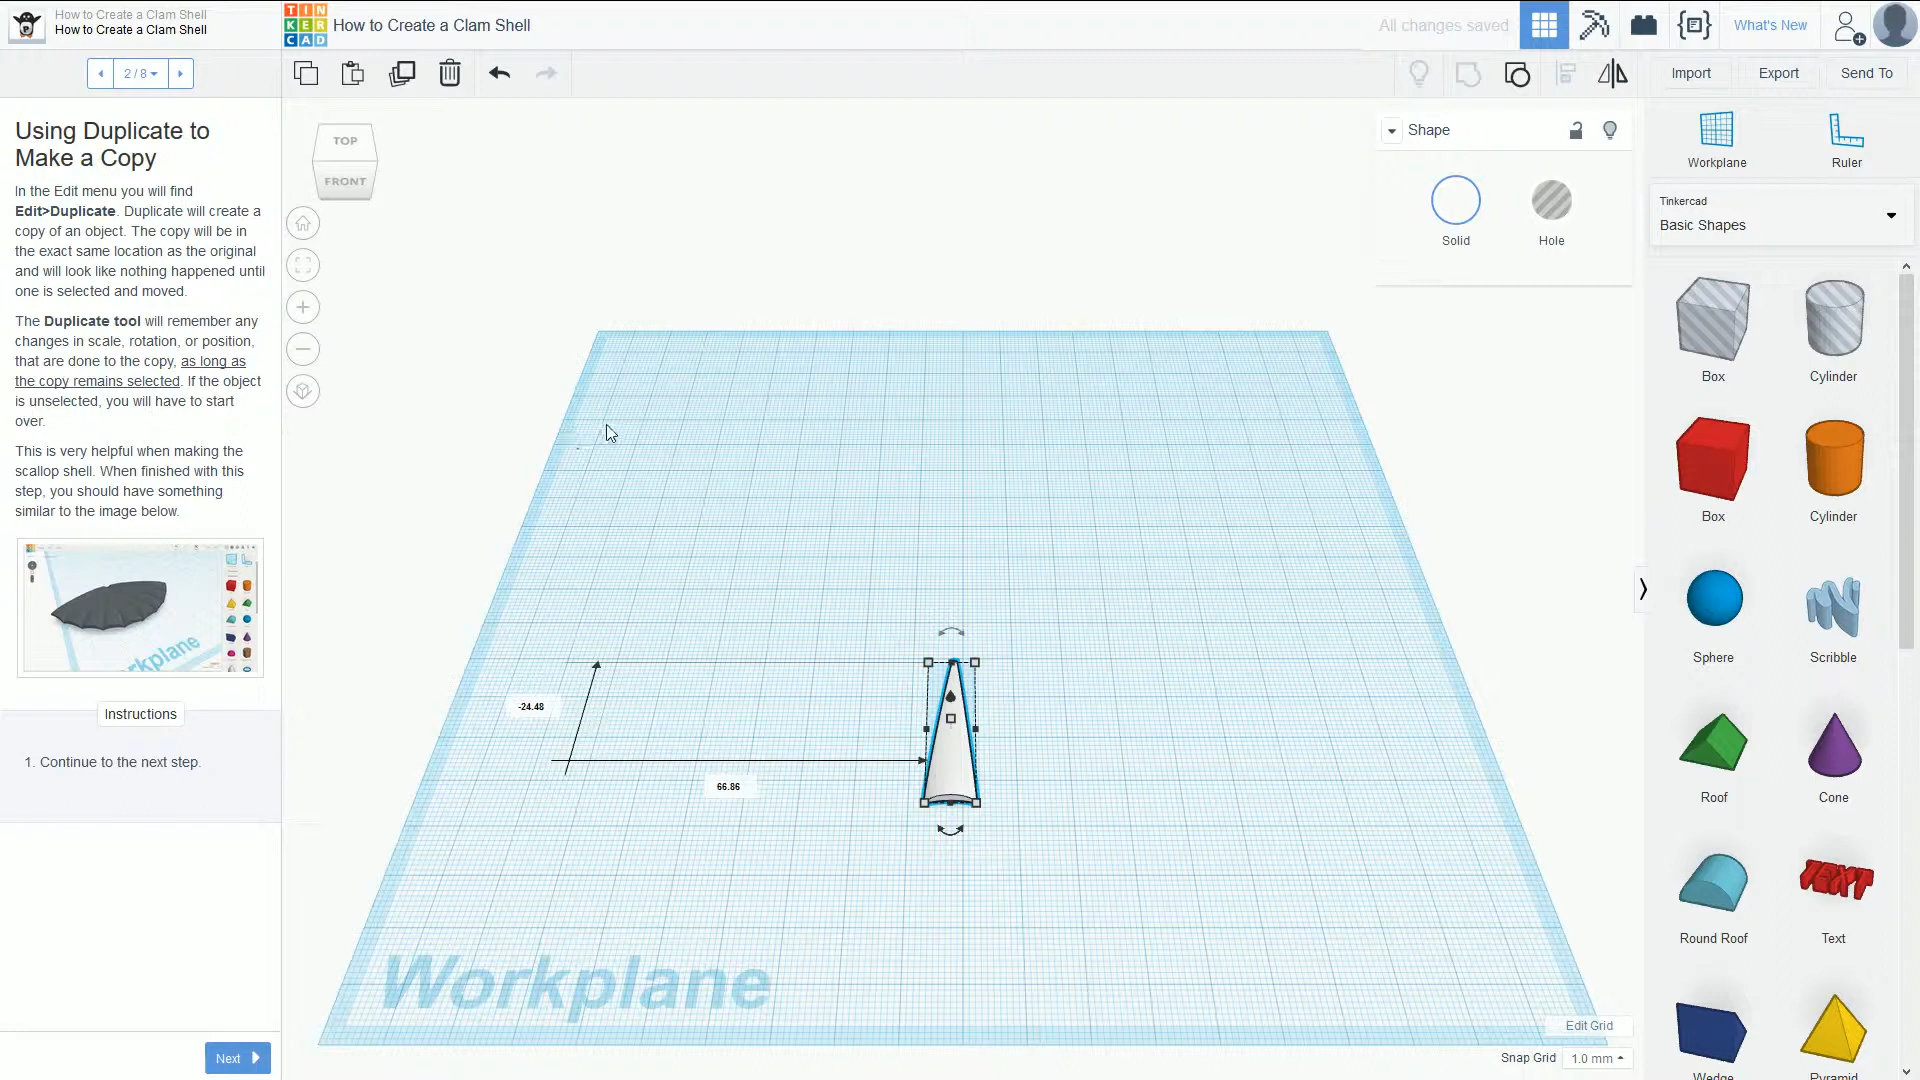 How to Create a Clam Shell
How to Create a Clam Shell
TIN
KER
CAD
How to Create a Clam Shell
All changes saved
What's New
2/8
Import
Export
Send To
Using Duplicate to
Make a Copy
In the Edit menu you will find
Edit>Duplicate. Duplicate will create a
copy of an object. The copy will be in
the exact same location as the original
and will look like nothing happened until
one is selected and moved.
The Duplicate tool will remember any
changes in scale, rotation, or position,
that are done to the copy, as long as
the copy remains selected. If the object
is unselected, you will have to start
over.
This is very helpful when making the
scallop shell. When finished with this
step, you should have something
similar to the image below.
rkplane
Instructions
1. Continue to the next step.
Next
TOP
FRONT
-24.48
66.86
Workplane
Shape
Solid
Hole
Edit Grid
Snap Grid
1.0 mm
Workplane
Ruler
Tinkercad
Basic Shapes
Box
Cylinder
Box
Cylinder
Sphere
Scribble
Roof
Cone
TEXT
Round Roof
Text
Wedge
Pyramid